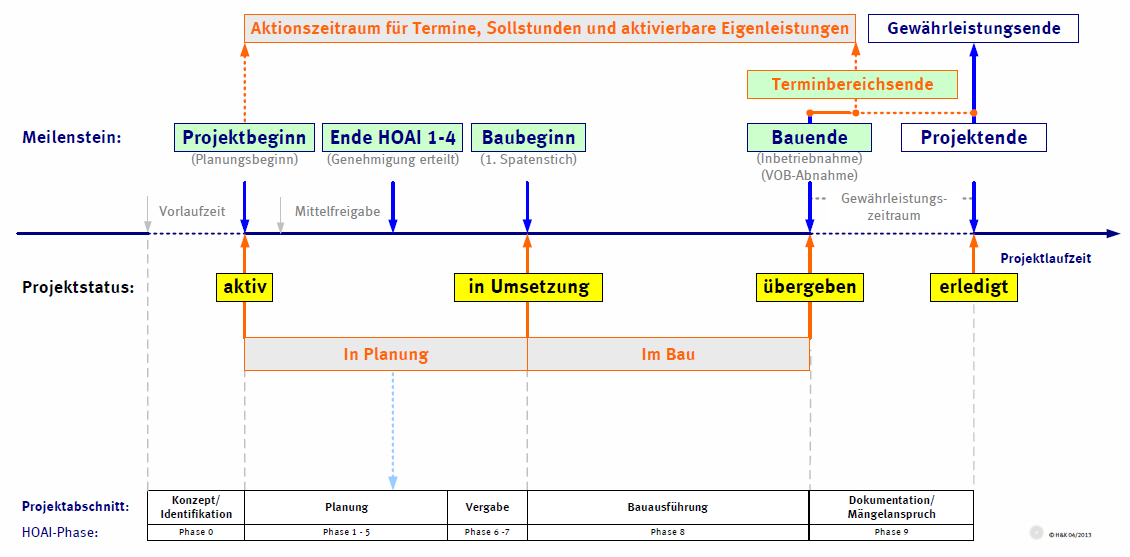 Aktionszeitraum für Termine, Sollstunden und aktivierbare Eigenleistungen
Gewährleistungsende
Terminbereichsende
Meilenstein:
Projektbeginn
(Planungsbeginn)
Ende HOAI 1-4
(Genehmigung erteilt)
Baubeginn
(1. Spatenstich)
Bauende
(Inbetriebnahme)
(VOB-Abnahme)
Projektende
Vorlaufzeit
Mittelfreigabe
Gewährleistungs-
zeitraum
Projektlaufzeit
Projektstatus:
aktiv
in Umsetzung
übergeben
erledigt
In Planung
Im Bau
Projektabschnitt:
Konzept/
Identifikation
Planung
Vergabe
Bauausführung
Dokumentation/
Mängelanspruch
HOAI-Phase:
Phase 0
Phase 1 - 5
Phase 6 -7
Phase 8
Phase 9
© H&K 04/2013